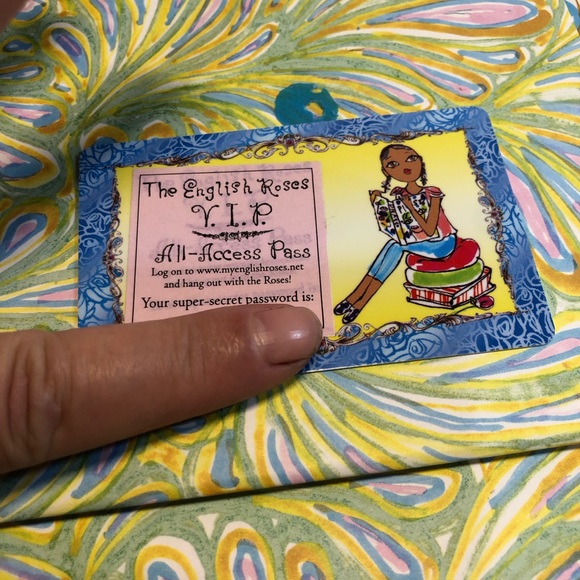 The English Roses
V.I.P.
All-Access Pass
Log on to www.myenglishroses.net
and hang out with the Roses!
Your super-secret password is: